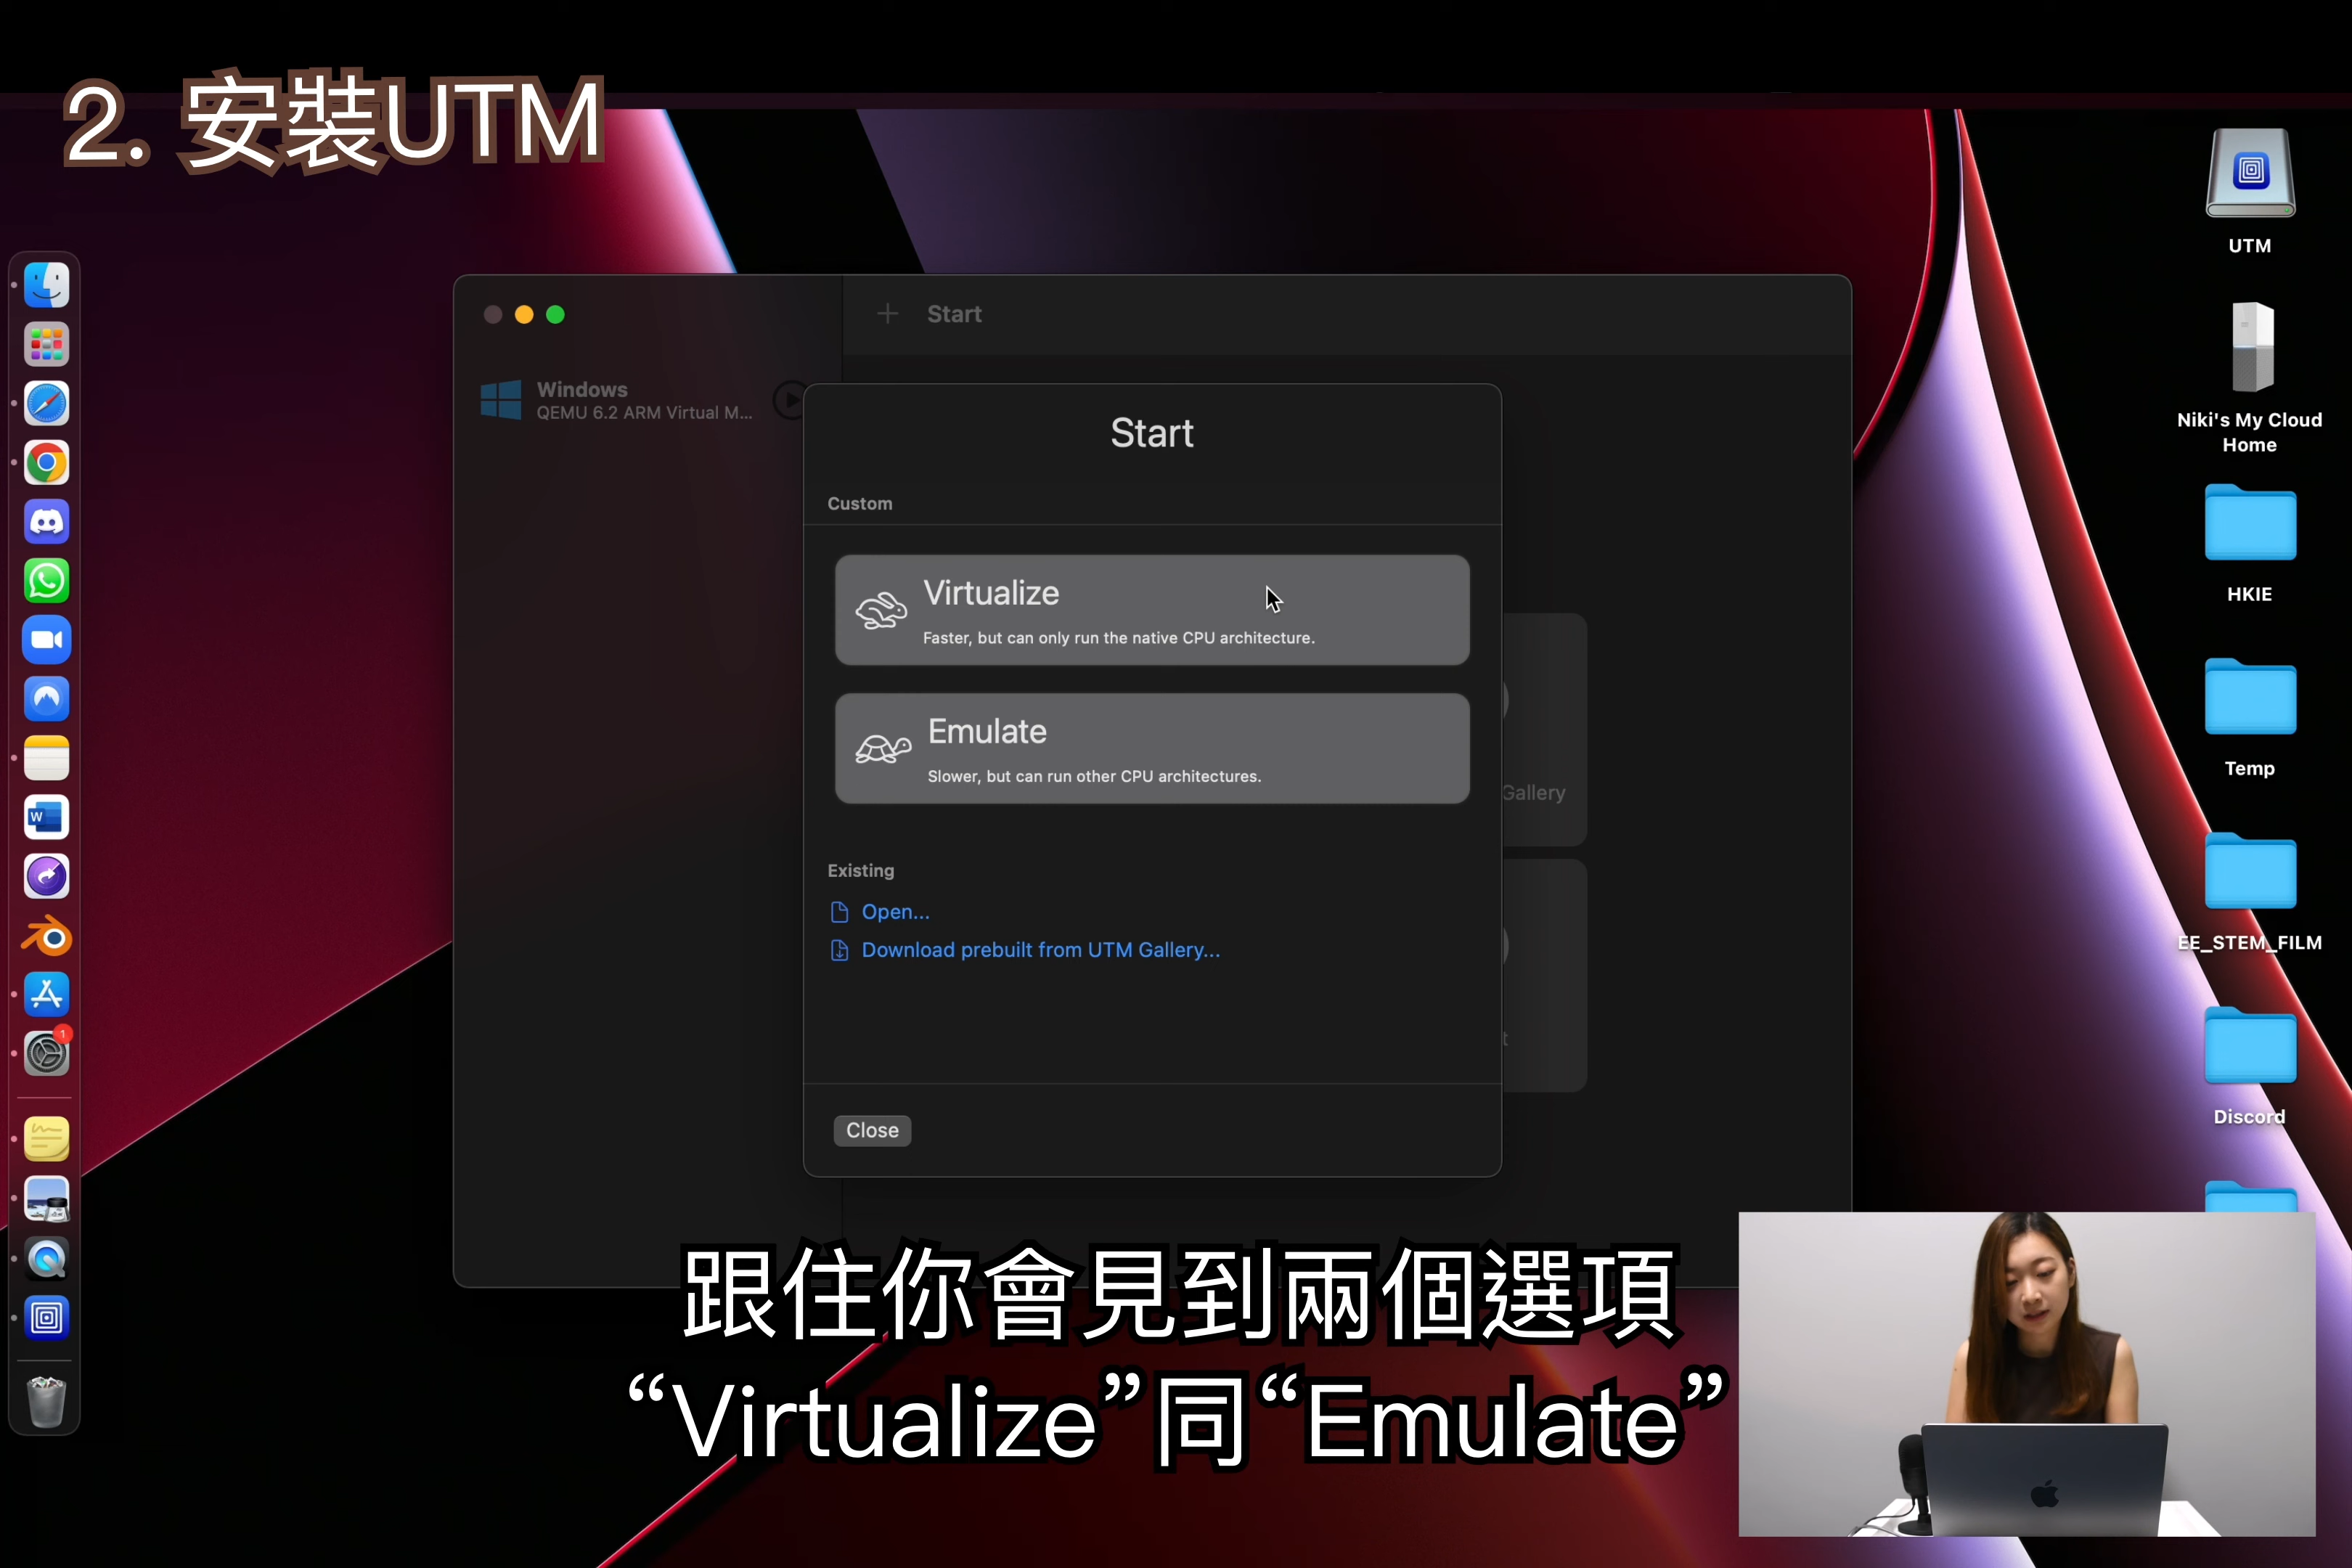 2. 安裝UTM
UTM
Niki's My Cloud
Home
HKIE
Temp
EE_STEM_FILM
Discord
Start
Windows
QEMU 6.2 ARM Virtual M...
Start
Custom
Virtualize
Faster, but can only run the native CPU architecture.
Emulate
Slower, but can run other CPU architectures.
Gallery
Existing
Open...
Download prebuilt from UTM Gallery...
t
Close
1
W
跟住你會見到兩個選項
“Virtualize”同“Emulate”